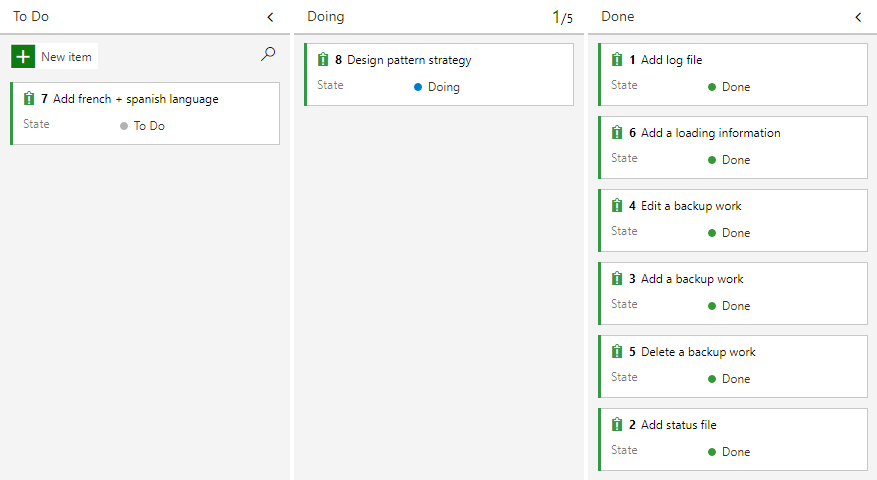 To Do
New item
7 Add french + spanish language
State To Do
Doing 1/5
8 Design pattern strategy
State Doing
Done
1 Add log file
State Done
6 Add a loading information
State Done
4 Edit a backup work
State Done
3 Add a backup work
State Done
5 Delete a backup work
State Done
2 Add status file
State Done